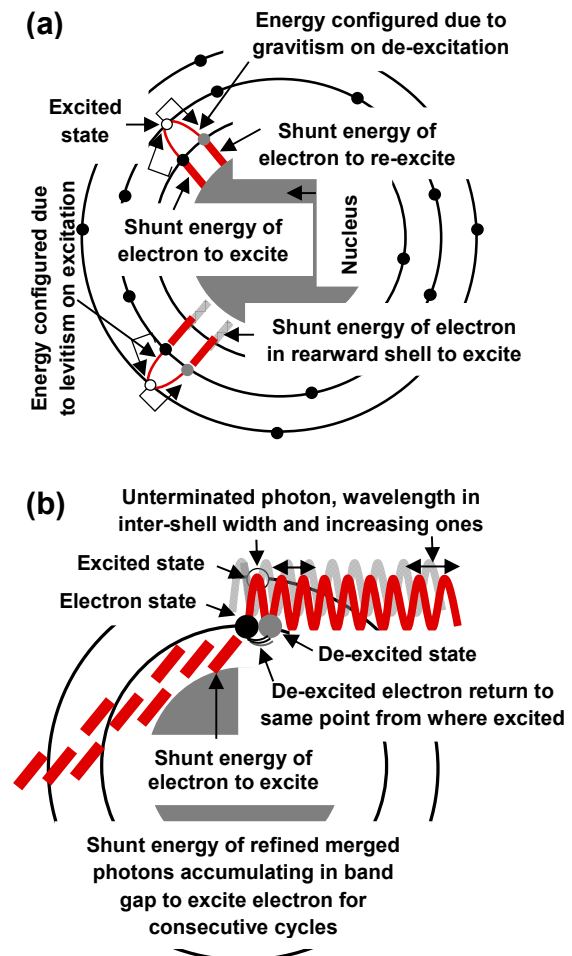 (a)
Energy configured due to
gravitism on de-excitation
Excited
state
Shunt energy of
electron to re-excite
Shunt energy of
electron to excite
Nucleus
Energy configured due
to levitism on excitation
Shunt energy of electron
in rearward shell to excite
(b)
Unterminated photon, wavelength in
inter-shell width and increasing ones
Excited state
Electron state
De-excited state
De-excited electron return to
same point from where excited
Shunt energy of
electron to excite
Shunt energy of refined merged
photons accumulating in band
gap to excite electron for
consecutive cycles